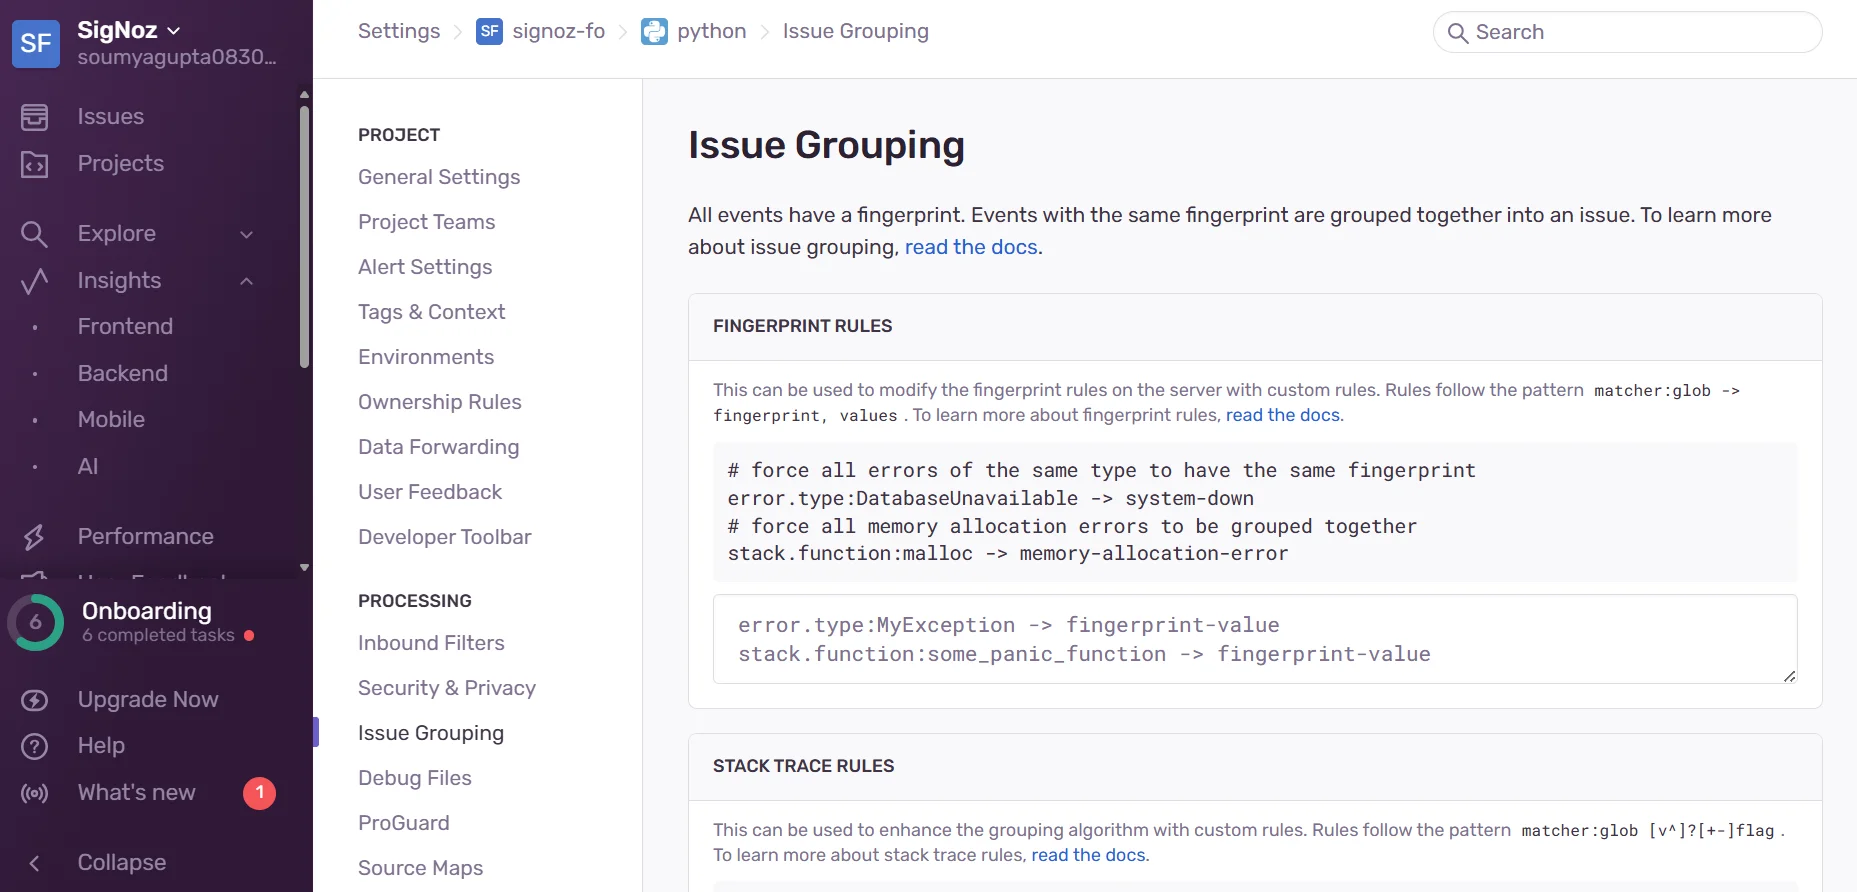 SF
SigNoz
soumyagupta0830...
Issues
Projects
Explore
Insights
Frontend
Backend
Mobile
AI
Performance
6
Onboarding
6 completed tasks
Upgrade Now
Help
What's new
1
Collapse
Settings
SF
signoz-fo
python
Issue Grouping
Search
PROJECT
General Settings
Project Teams
Alert Settings
Tags & Context
Environments
Ownership Rules
Data Forwarding
User Feedback
Developer Toolbar
PROCESSING
Inbound Filters
Security & Privacy
Issue Grouping
Debug Files
ProGuard
Source Maps
Issue Grouping
All events have a fingerprint. Events with the same fingerprint are grouped together into an issue. To learn more
about issue grouping, read the docs.
FINGERPRINT RULES
This can be used to modify the fingerprint rules on the server with custom rules. Rules follow the pattern matcher:glob ->
fingerprint, values . To learn more about fingerprint rules, read the docs.
# force all errors of the same type to have the same fingerprint
error.type:DatabaseUnavailable -> system-down
# force all memory allocation errors to be grouped together
stack.function:malloc -> memory-allocation-error
error.type:MyException -> fingerprint-value
stack.function:some_panic_function -> fingerprint-value
STACK TRACE RULES
This can be used to enhance the grouping algorithm with custom rules. Rules follow the pattern matcher:glob [v^]?[+-]flag .
To learn more about stack trace rules, read the docs.